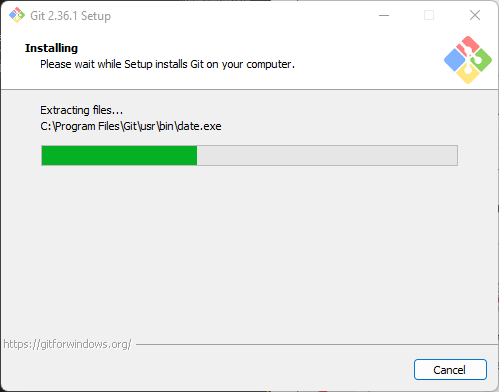 Git 2.36.1 Setup
Installing
Please wait while Setup installs Git on your computer.
Extracting files...
C:\Program Files\Git\usr\bin\date.exe
https://gitforwindows.org/
Cancel